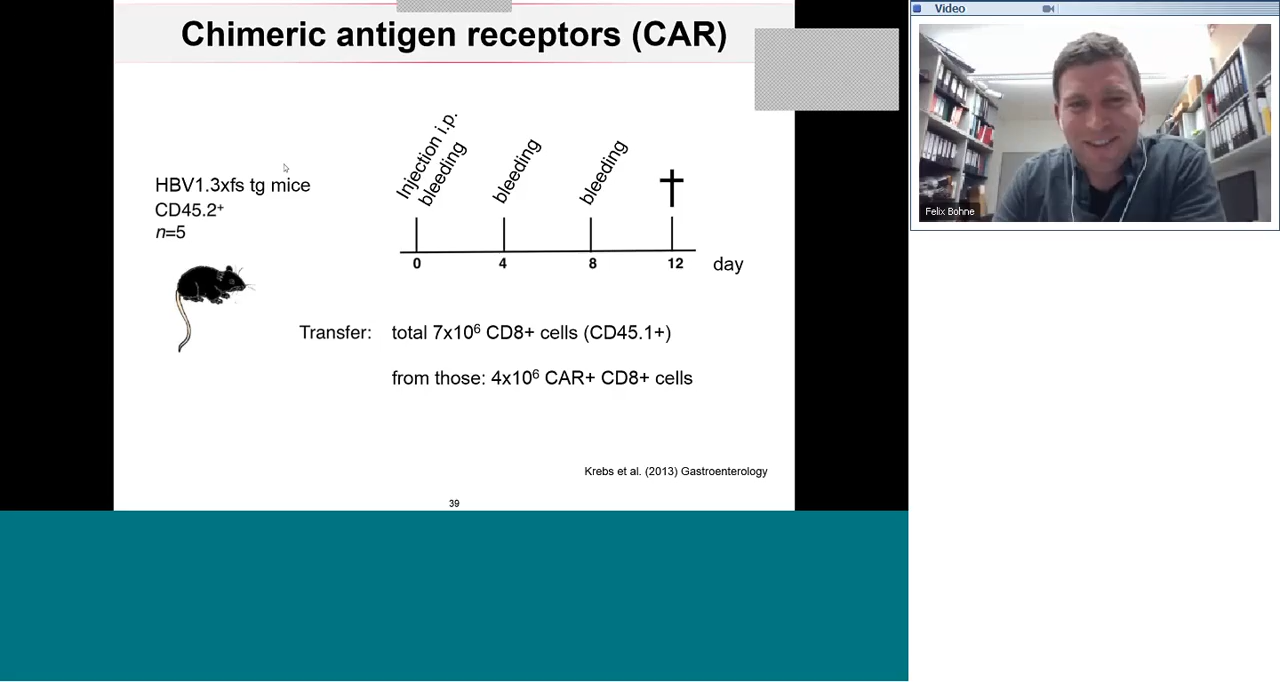 Chimeric antigen receptors (CAR)
Video
Injection i.p.
bleeding
bleeding
bleeding
HBV1.3xfs tg mice
CD45.2⁺
n=5
0
4
8
12
day
Transfer: total 7x10⁶ CD8+ cells (CD45.1+)
from those: 4x10⁶ CAR+ CD8+ cells
Krebs et al. (2013) Gastroenterology
39
Felix Bohne